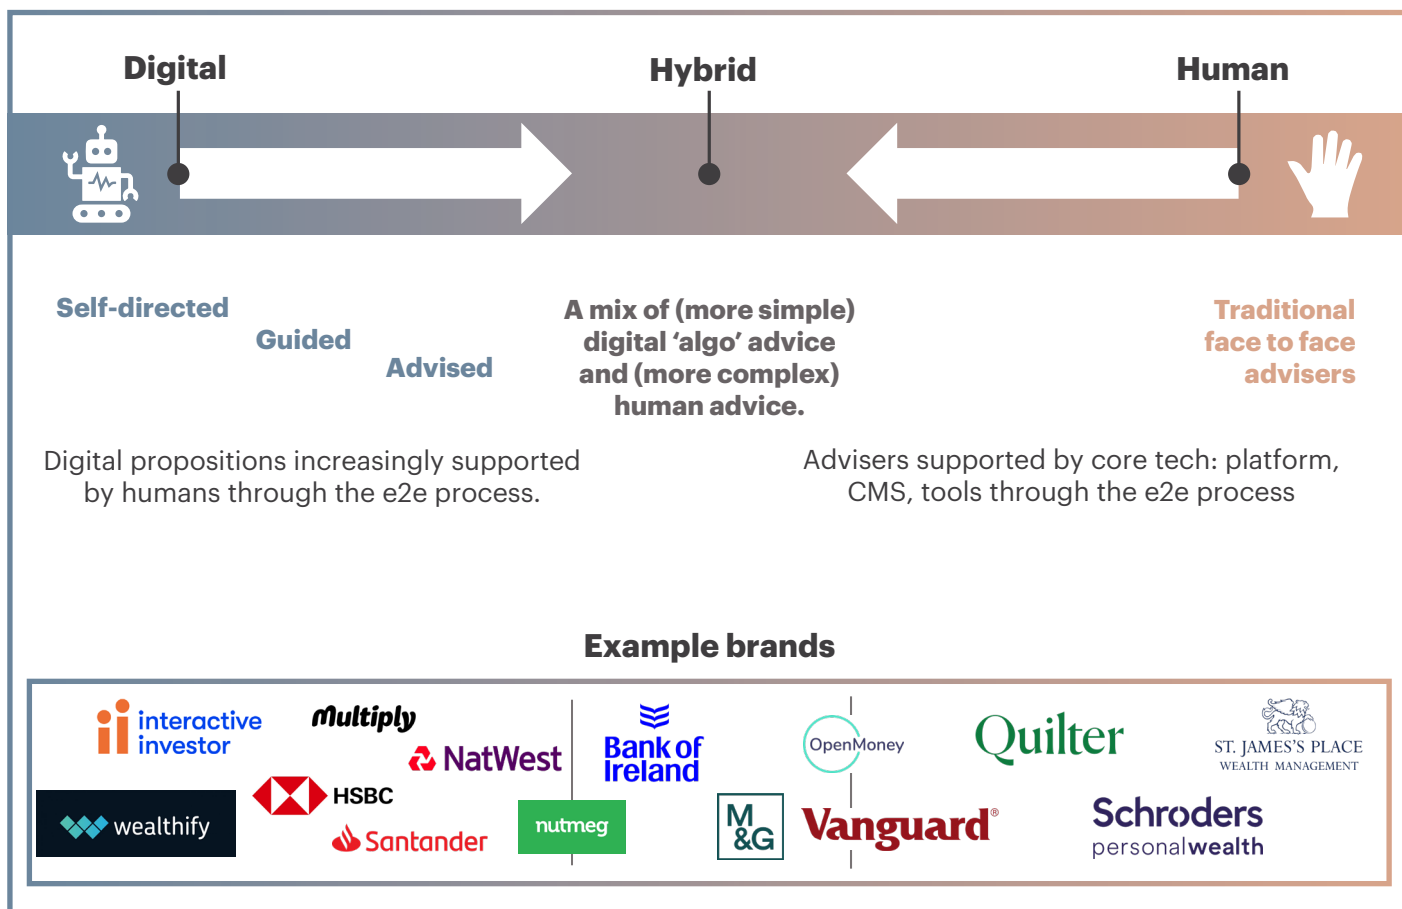 Digital
Hybrid
Human
Self-directed
Guided
Advised
A mix of (more simple)
digital ‘algo’ advice
and (more complex)
human advice.
Traditional
face to face
advisers
Digital propositions increasingly supported
by humans through the e2e process.
Advisers supported by core tech: platform,
CMS, tools through the e2e process
Example brands
interactive
investor
Multiply
NatWest
HSBC
wealthify
Santander
nutmeg
Bank of
Ireland
M
&G
OpenMoney
Vanguard®
Quilter
ST. JAMES'S PLACE
WEALTH MANAGEMENT
Schroders
personalwealth